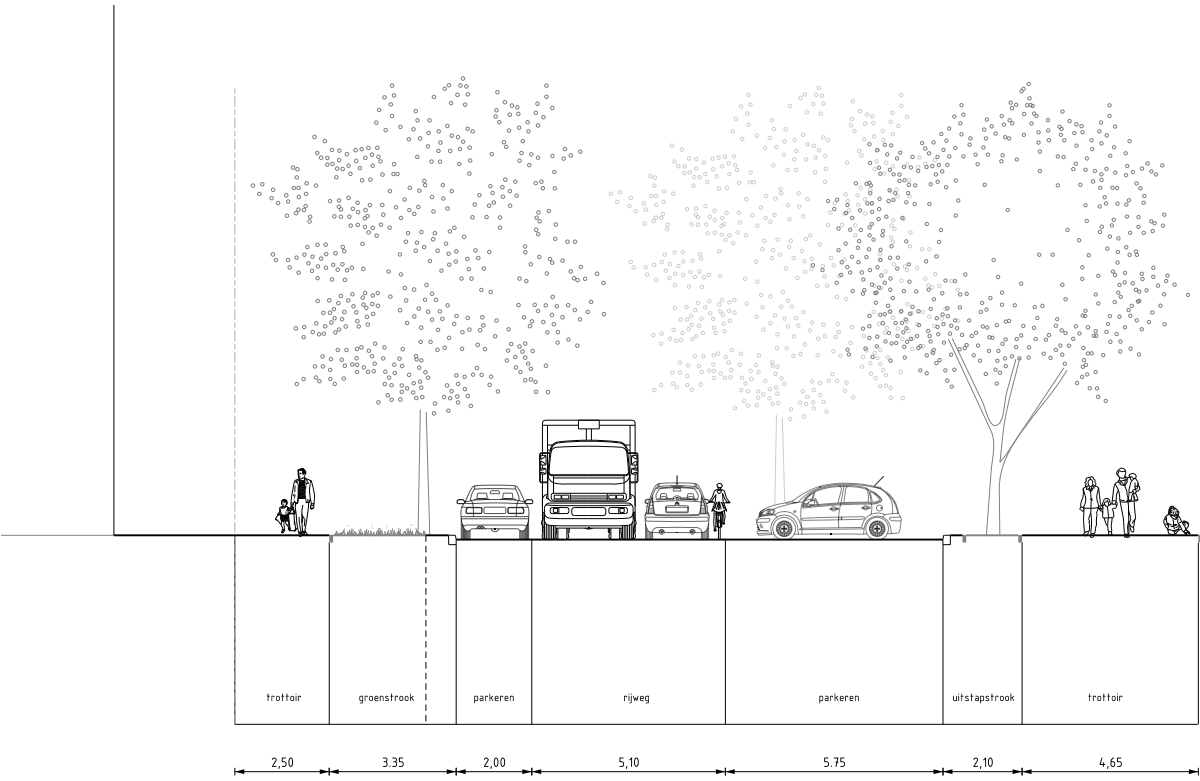 trottoir groenstrook parkeren rijweg parkeren uitstapstrook trottoir
2,50 3.35 2,00 5,10 5.75 2,10 4,65